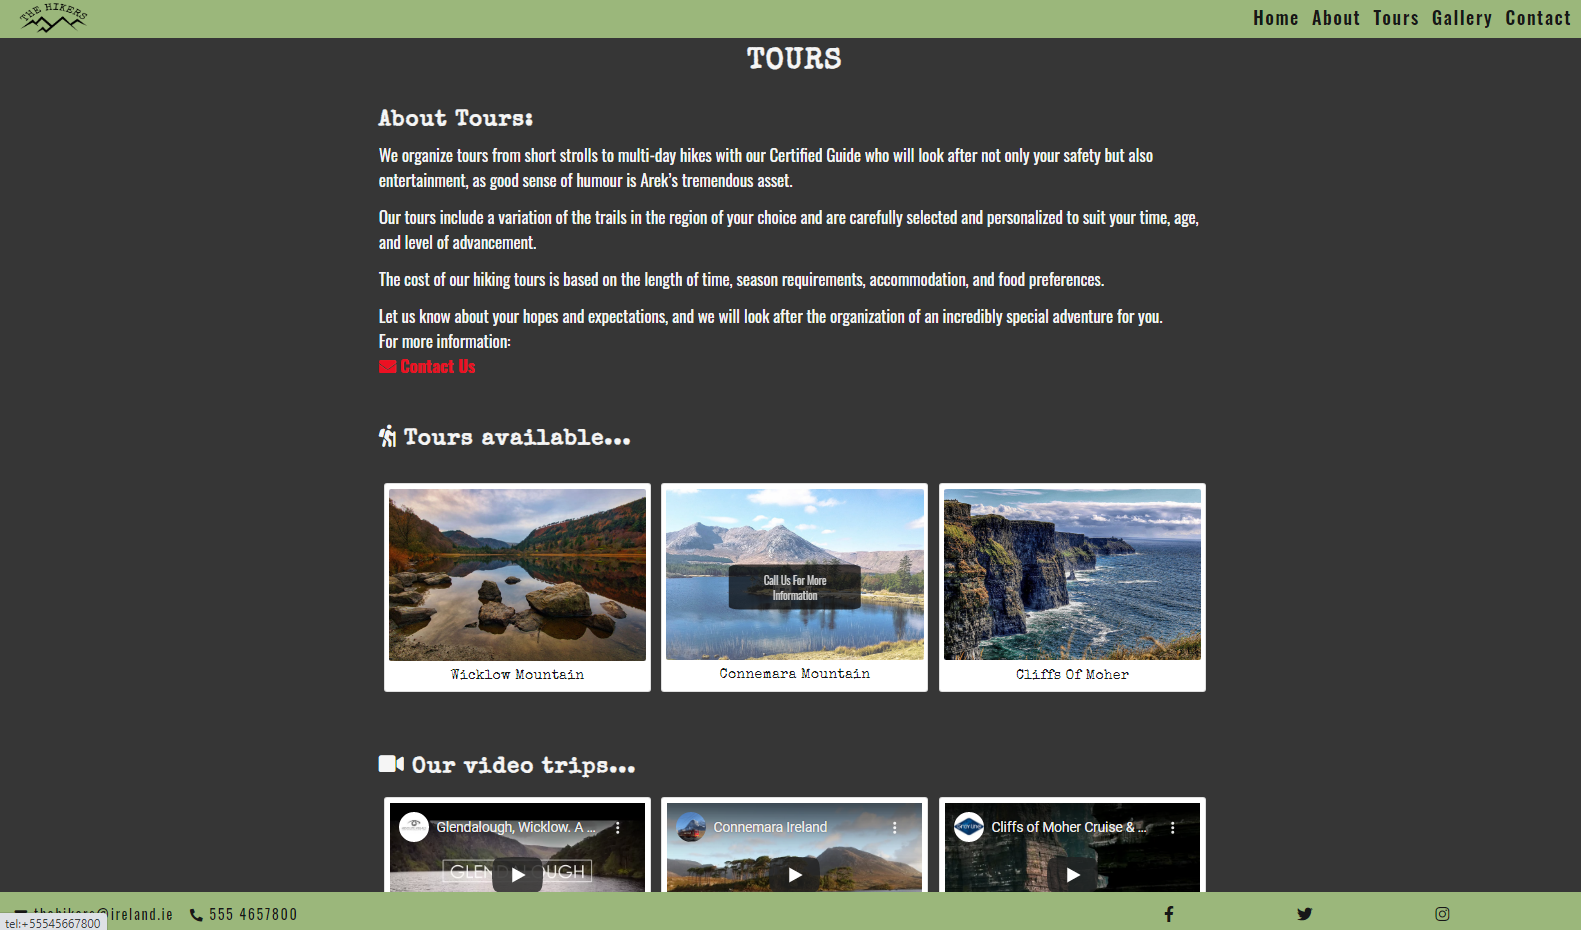 THE HIKERS
Home About Tours Gallery Contact
TOURS
About Tours:
We organize tours from short strolls to multi-day hikes with our Certified Guide who will look after not only your safety but also
entertainment, as good sense of humour is Arek's tremendous asset.
Our tours include a variation of the trails in the region of your choice and are carefully selected and personalized to suit your time, age,
and level of advancement.
The cost of our hiking tours is based on the length of time, season requirements, accommodation, and food preferences.
Let us know about your hopes and expectations, and we will look after the organization of an incredibly special adventure for you.
For more information:
Contact Us
Tours available...
Call Us For More
Information
Wicklow Mountain
Connemara Mountain
Cliffs Of Moher
Our video trips...
Glendalough, Wicklow. A ...
Connemara Ireland
Cliffs of Moher Cruise & ...
thehikers@ireland.ie 555 4657800
tel:+55545667800